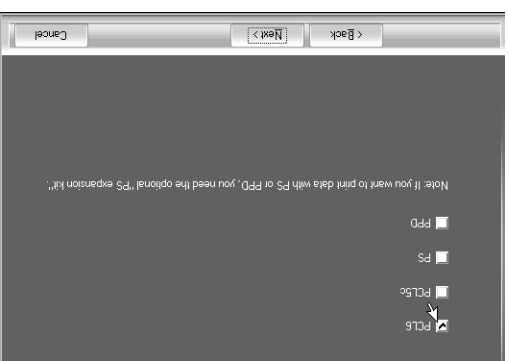 PCL6
PCL5c
PS
PPD
Note: If you want to print data with PS or PPD, you need the optional "PS expansion kit".
< Back
Next >
Cancel